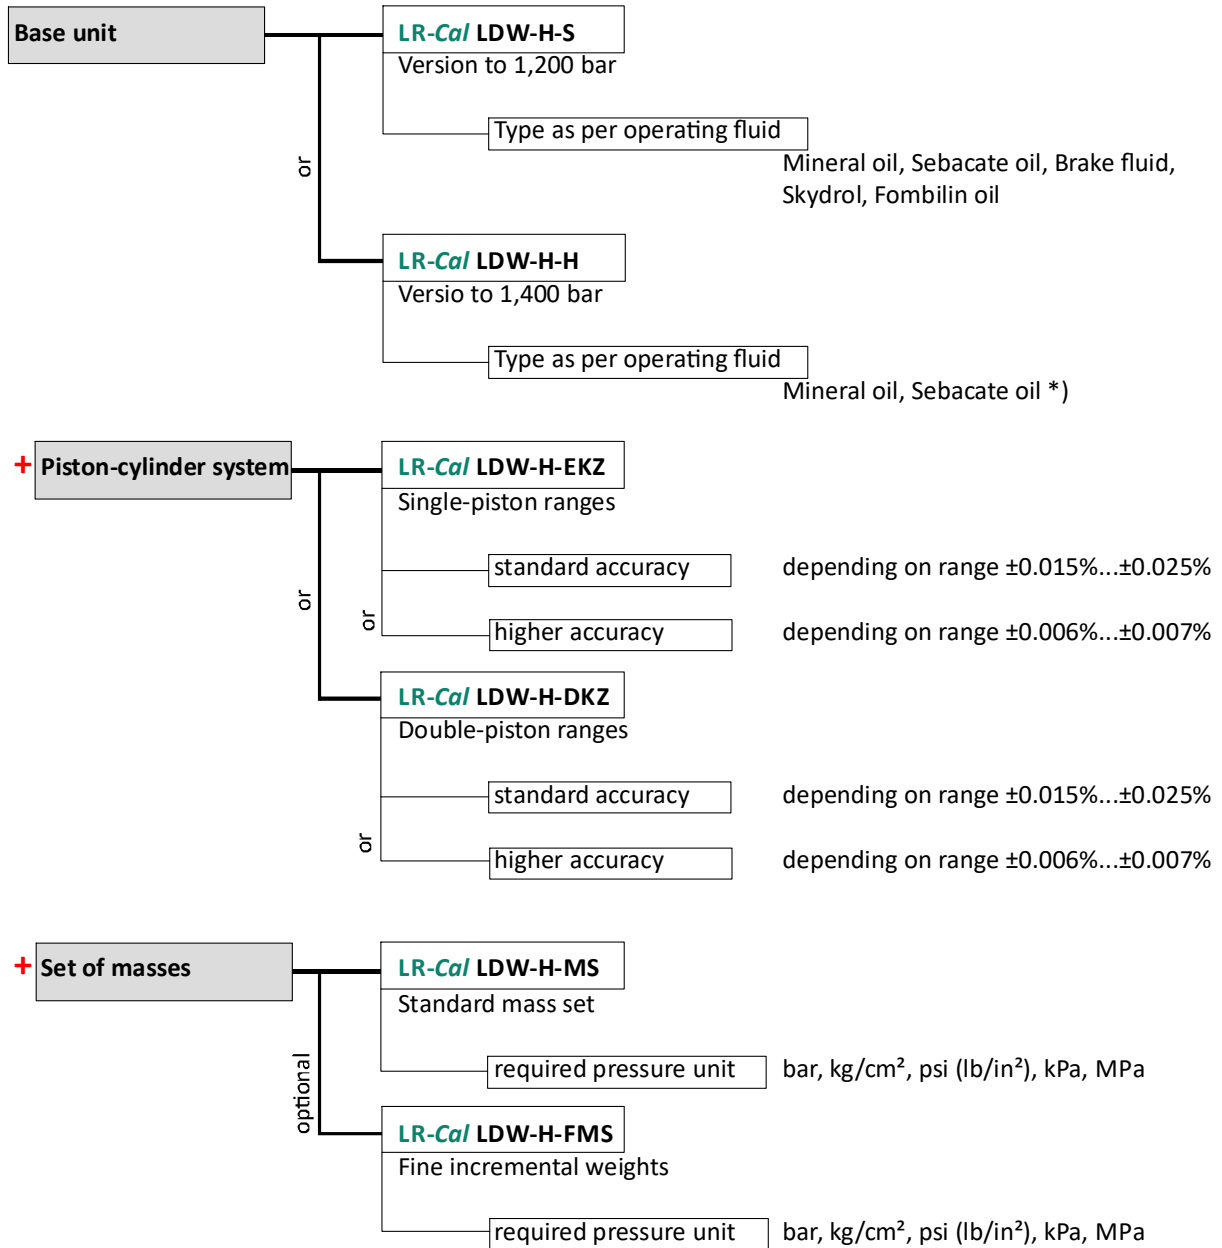 Base unit
LR-Cal LDW-H-S
Version to 1,200 bar
Type as per operating fluid
Mineral oil, Sebacate oil, Brake fluid,
Skydrol, Fombilin oil
or
LR-Cal LDW-H-H
Versio to 1,400 bar
Type as per operating fluid
Mineral oil, Sebacate oil *)
+ Piston-cylinder system
LR-Cal LDW-H-EKZ
Single-piston ranges
standard accuracy
depending on range ±0.015%...±0.025%
or
or
higher accuracy
depending on range ±0.006%...±0.007%
LR-Cal LDW-H-DKZ
Double-piston ranges
standard accuracy
depending on range ±0.015%...±0.025%
or
higher accuracy
depending on range ±0.006%...±0.007%
+ Set of masses
LR-Cal LDW-H-MS
Standard mass set
required pressure unit
bar, kg/cm², psi (lb/in²), kPa, MPa
optional
LR-Cal LDW-H-FMS
Fine incremental weights
required pressure unit
bar, kg/cm², psi (lb/in²), kPa, MPa